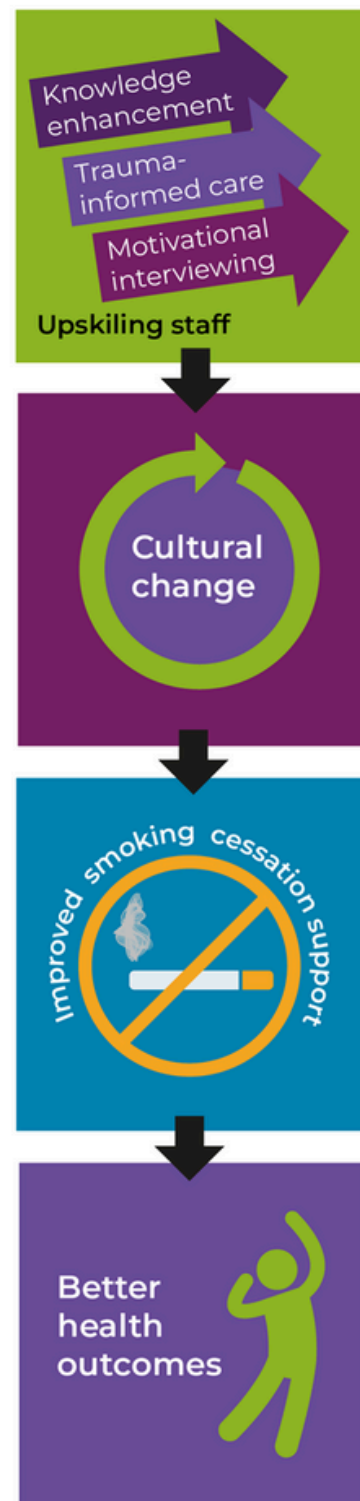 Knowledge
enhancement
Trauma-
informed care
Motivational
interviewing
Upskiling staff
Cultural
change
Improved smoking cessation support
Better
health
outcomes